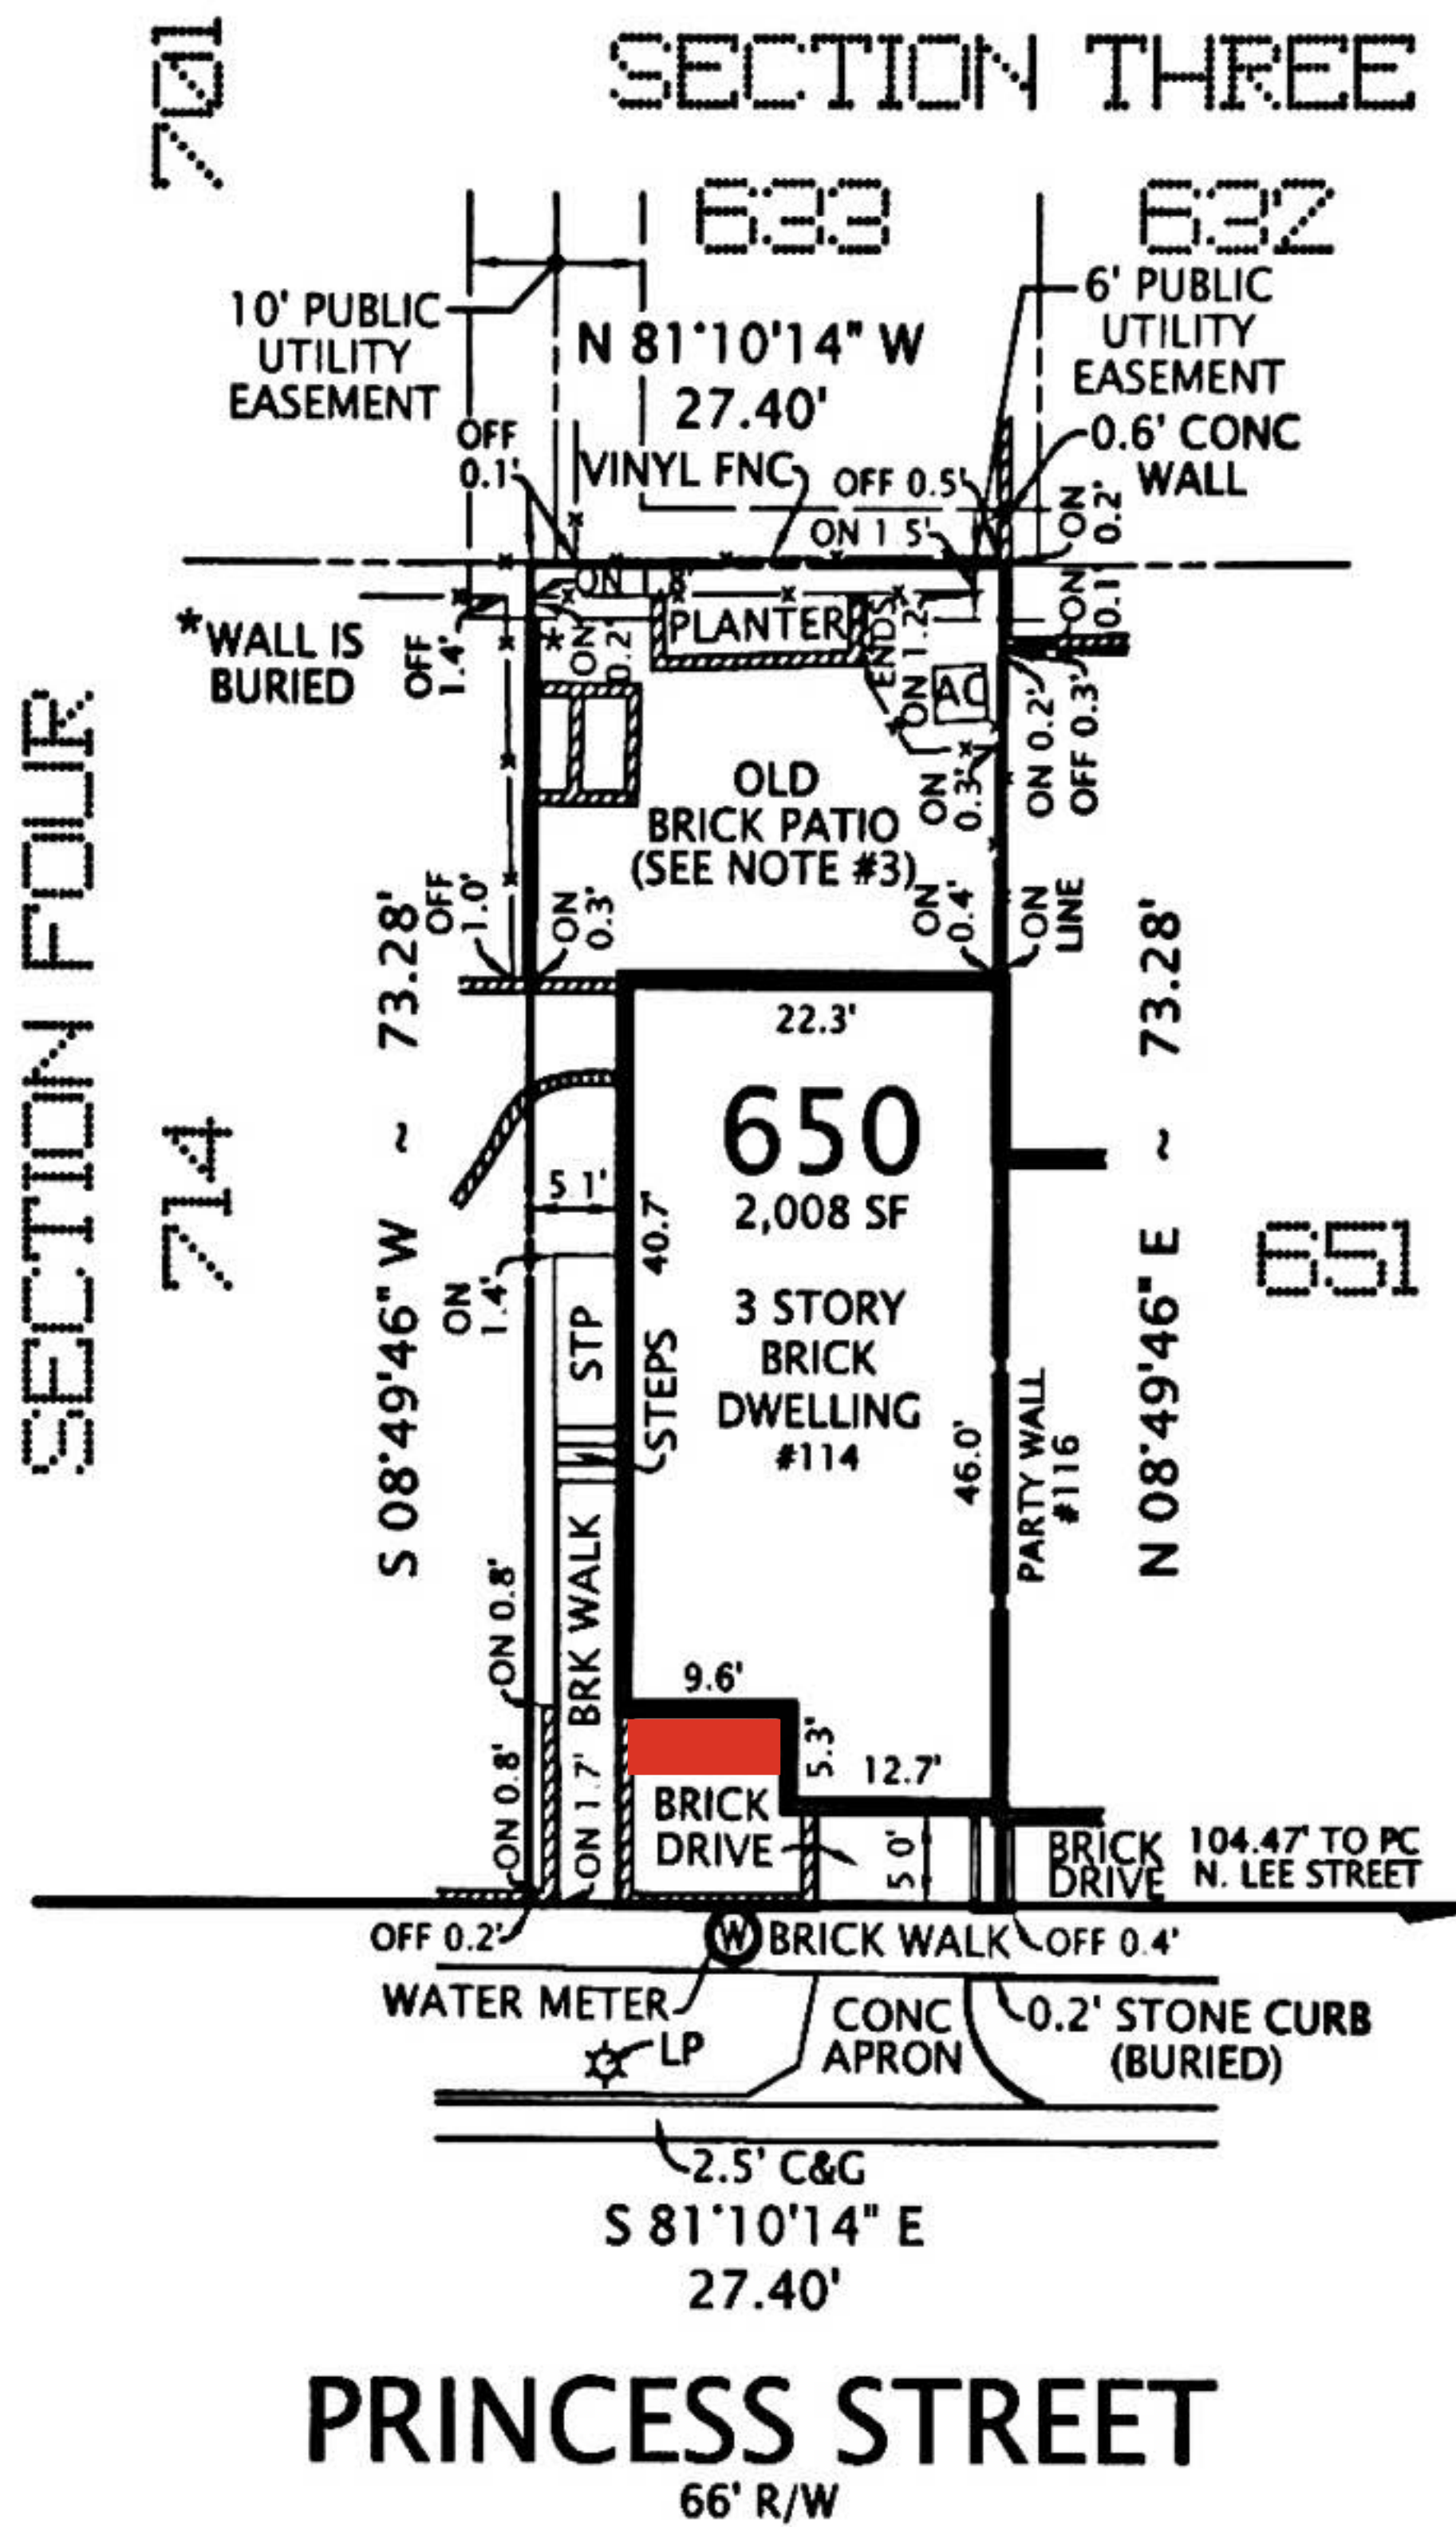 701
SECTION THREE
633
632
10' PUBLIC
UTILITY
EASEMENT
N 81°10'14" W
27.40'
6' PUBLIC
UTILITY
EASEMENT
0.6' CONC
WALL
OFF
0.1'
VINYL FNC
OFF 0.5'
ON 1 5'
ON
0.2'
ON
0.1'
*WALL IS
BURIED
OFF
1.4'
ON
*
ON
0.2'
PLANTER
ENDS
ON 1.2'
AC
ON 0.2'
OFF 0.3'
OLD
BRICK PATIO
(SEE NOTE #3)
ON
0.3'
OFF
1.0'
ON
0.3'
ON
0.4'
ON
LINE
SECTION FOUR
714
S 08°49'46" W ~ 73.28'
N 08°49'46" E ~ 73.28'
22.3'
650
2,008 SF
3 STORY
BRICK
DWELLING
#114
5 1'
40.7'
ON
1.4'
STP
STEPS
46.0'
PARTY WALL
#116
651
ON 0.8'
BRK WALK
9.6'
5.3'
12.7'
ON 0.8'
ON 1.7'
BRICK
DRIVE
5 0'
BRICK
DRIVE
104.47' TO PC
N. LEE STREET
OFF 0.2'
W
BRICK WALK
OFF 0.4'
WATER METER
CONC
APRON
0.2' STONE CURB
(BURIED)
LP
2.5' C&G
S 81°10'14" E
27.40'
PRINCESS STREET
66' R/W